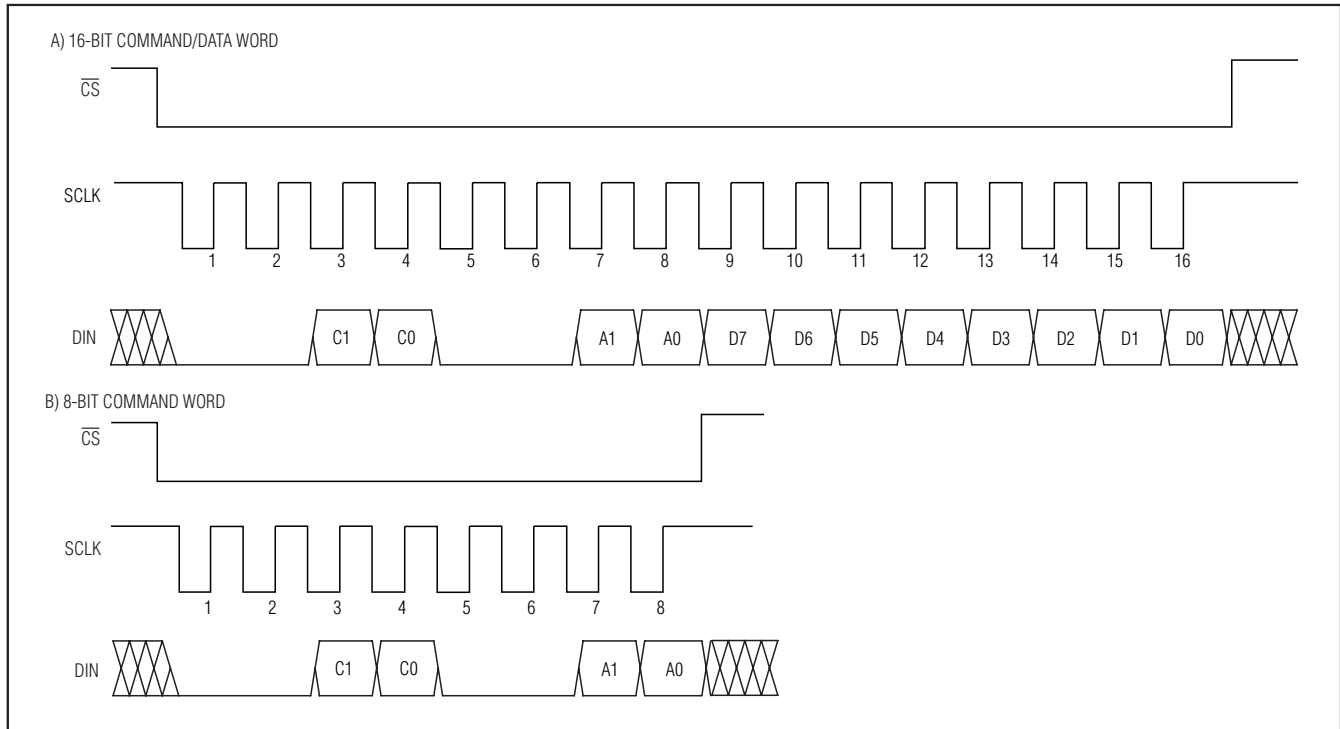 A) 16-BIT COMMAND/DATA WORD
C̅S̅
SCLK
1 2 3 4 5 6 7 8 9 10 11 12 13 14 15 16
DIN C1 C0 A1 A0 D7 D6 D5 D4 D3 D2 D1 D0
B) 8-BIT COMMAND WORD
C̅S̅
SCLK
1 2 3 4 5 6 7 8
DIN C1 C0 A1 A0